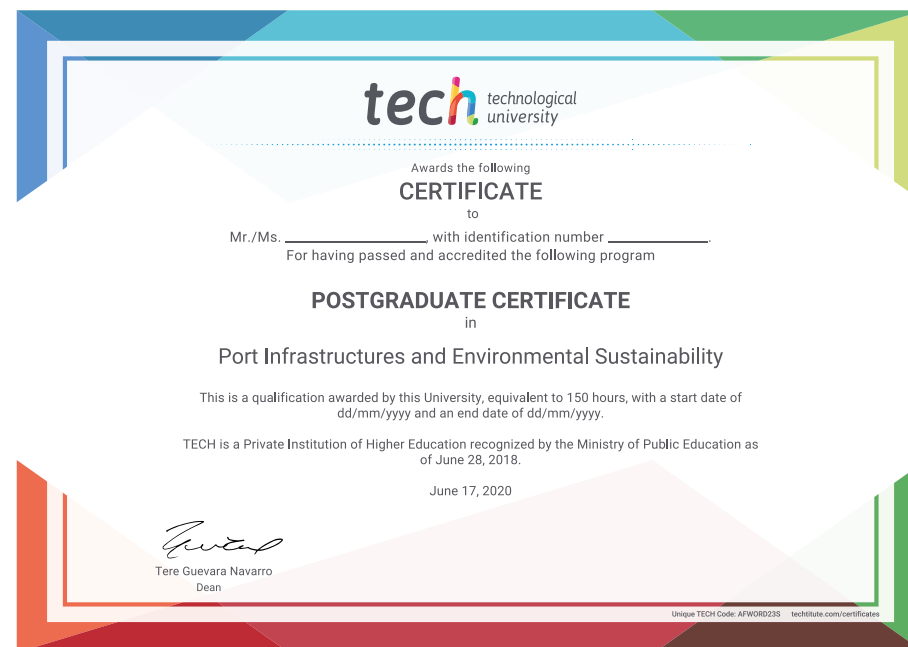 tech technological
university
Awards the following
CERTIFICATE
to
Mr./Ms. ____________, with identification number ____________.
For having passed and accredited the following program
POSTGRADUATE CERTIFICATE
in
Port Infrastructures and Environmental Sustainability
This is a qualification awarded by this University, equivalent to 150 hours, with a start date of
dd/mm/yyyy and an end date of dd/mm/yyyy.
TECH is a Private Institution of Higher Education recognized by the Ministry of Public Education as
of June 28, 2018.
June 17, 2020
Tere Guevara Navarro
Dean
Unique TECH Code: AFWORD23S techtitute.com/certificates